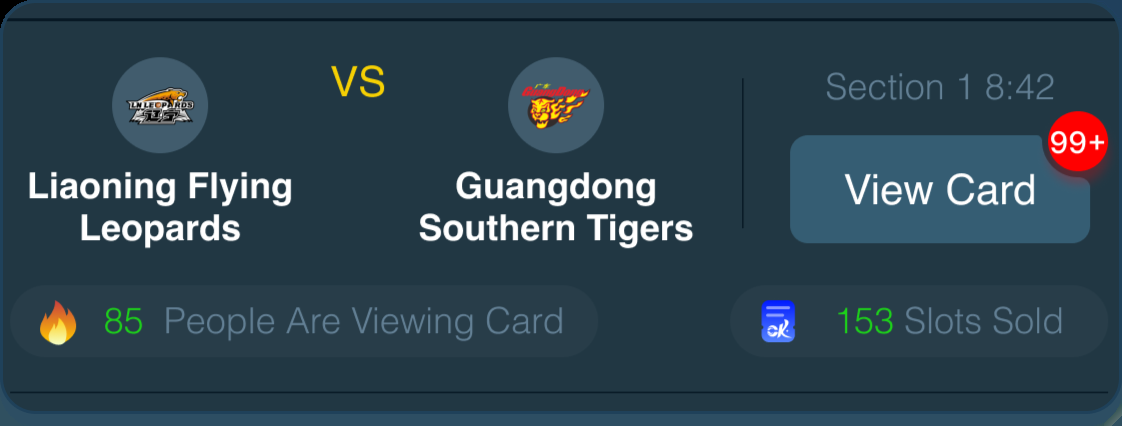 VS
Section 1 8:42
99+
LN LEOPARDS
Liaoning Flying
Leopards
Guangdong
Southern Tigers
View Card
85 People Are Viewing Card
153 Slots Sold